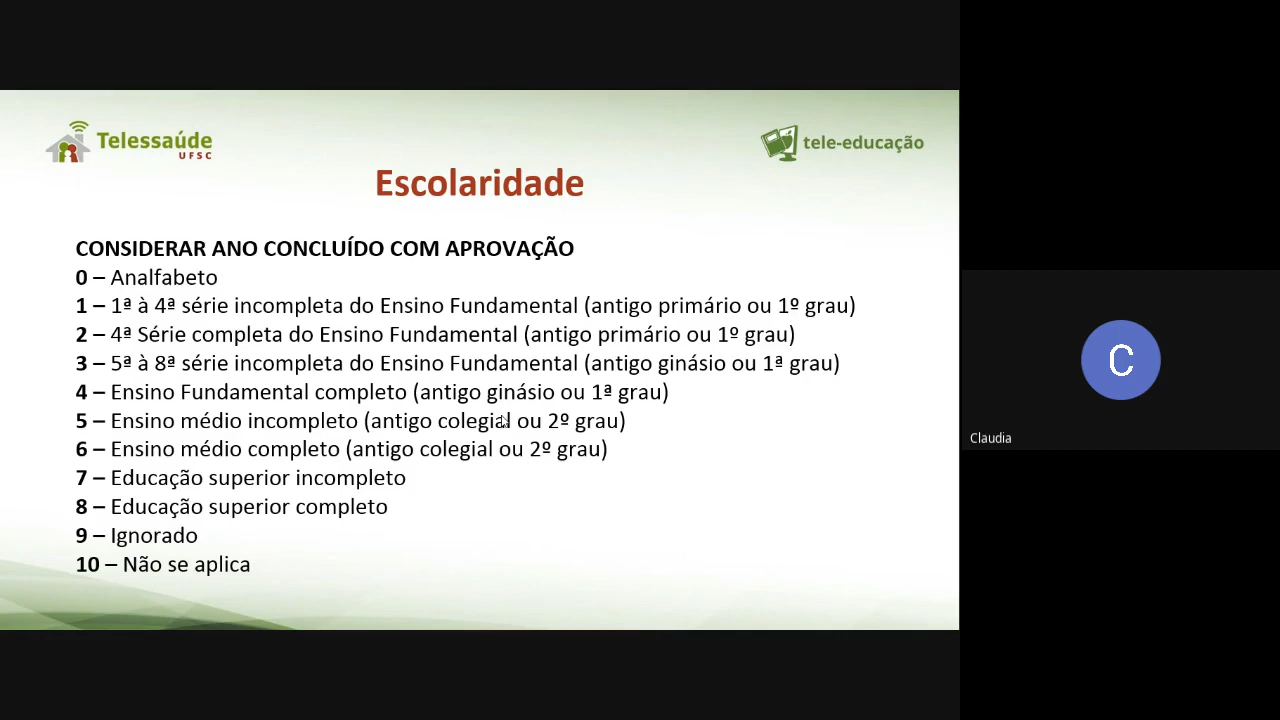 Telessaúde
UFSC
tele-educação
Escolaridade
CONSIDERAR ANO CONCLUÍDO COM APROVAÇÃO
0 – Analfabeto
1 – 1ª à 4ª série incompleta do Ensino Fundamental (antigo primário ou 1º grau)
2 – 4ª Série completa do Ensino Fundamental (antigo primário ou 1º grau)
3 – 5ª à 8ª série incompleta do Ensino Fundamental (antigo ginásio ou 1ª grau)
4 – Ensino Fundamental completo (antigo ginásio ou 1ª grau)
5 – Ensino médio incompleto (antigo colegial ou 2º grau)
6 – Ensino médio completo (antigo colegial ou 2º grau)
7 – Educação superior incompleto
8 – Educação superior completo
9 – Ignorado
10 – Não se aplica
C
Claudia